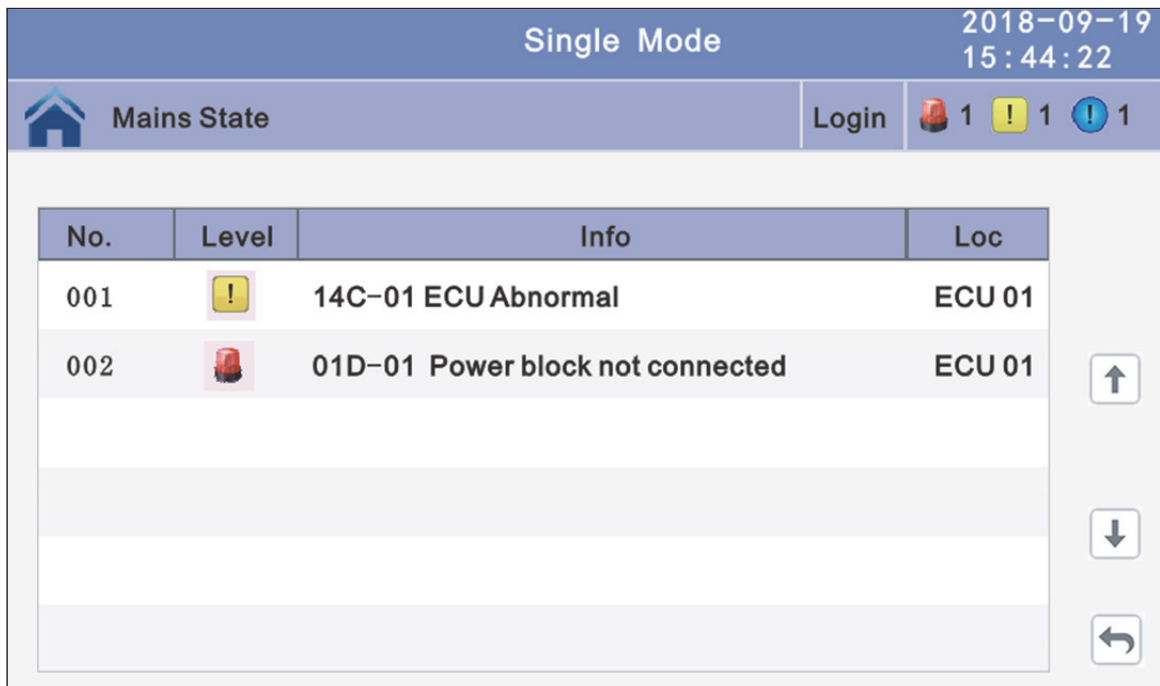 Single Mode
2018-09-19
15:44:22
Mains State
Login
1 ! 1 ! 1
No. Level Info Loc
001 ! 14C-01 ECU Abnormal ECU 01
002 01D-01 Power block not connected ECU 01